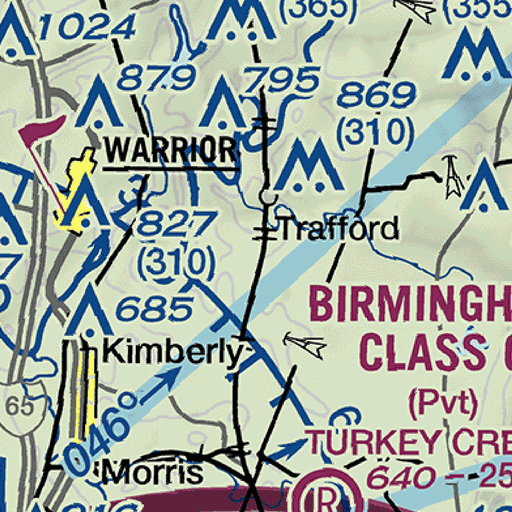 1024
(365)
(355
879
795
869
(310)
WARRIOR
827
(310)
Trafford
685
BIRMINGH
CLASS C
Kimberly
65
(Pvt)
046°
TURKEY CRE
Morris
R
640 - - 25